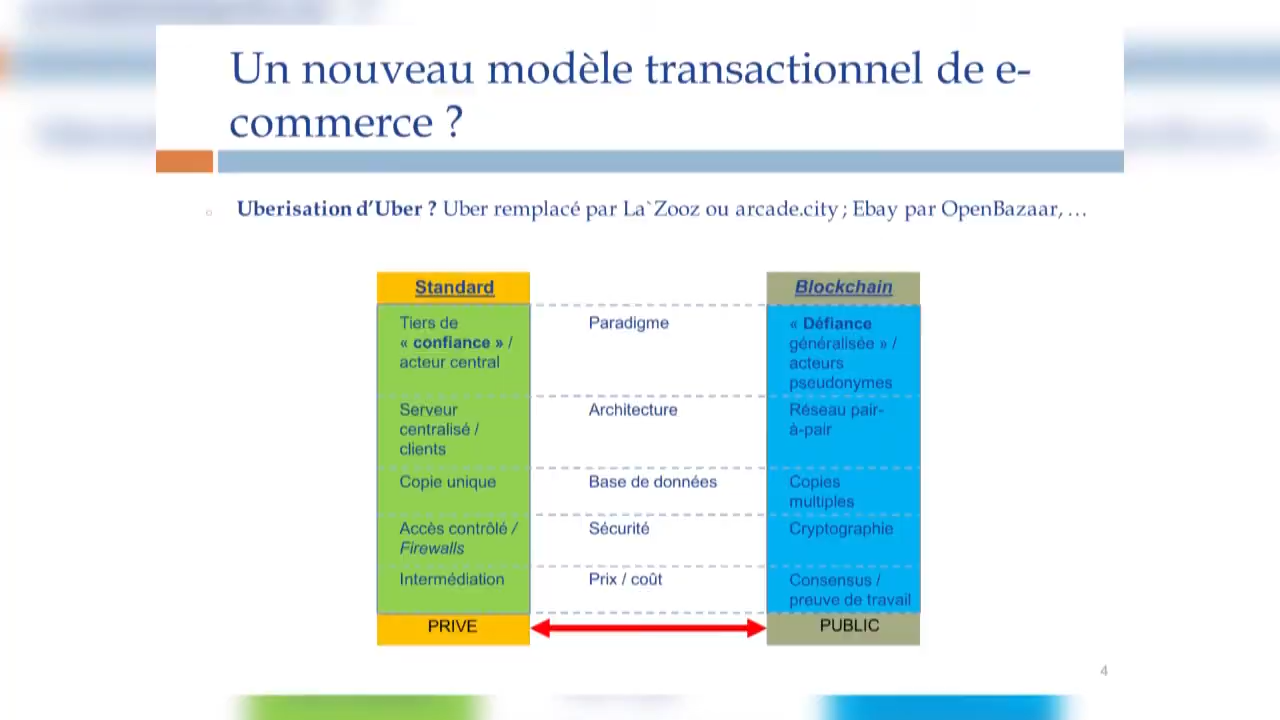 Un nouveau modèle transactionnel de e-
commerce ?
Uberisation d'Uber ? Uber remplacé par La`Zooz ou arcade.city ; Ebay par OpenBazaar, …
Standard
Blockchain
Tiers de
« confiance » /
acteur central
Paradigme
« Défiance
généralisée » /
acteurs
pseudonymes
Serveur
centralisé /
clients
Architecture
Réseau pair-
à-pair
Copie unique
Base de données
Copies
multiples
Accès contrôlé /
Firewalls
Sécurité
Cryptographie
Intermédiation
Prix / coût
Consensus /
preuve de travail
PRIVE
PUBLIC
4